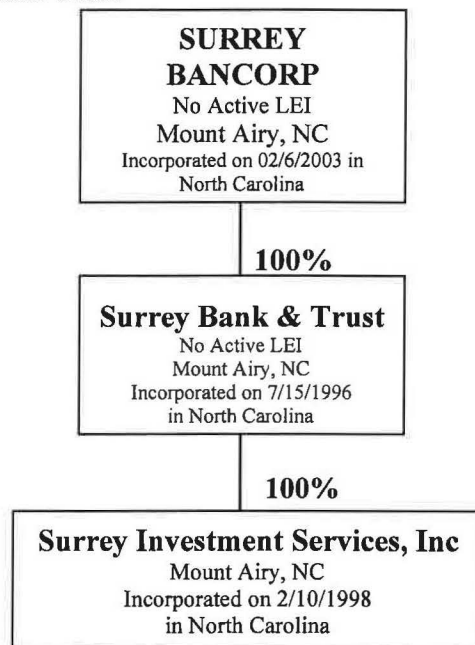 SURREY
BANCORP
No Active LEI
Mount Airy, NC
Incorporated on 02/6/2003 in
North Carolina
100%
Surrey Bank & Trust
No Active LEI
Mount Airy, NC
Incorporated on 7/15/1996
in North Carolina
100%
Surrey Investment Services, Inc
Mount Airy, NC
Incorporated on 2/10/1998
in North Carolina